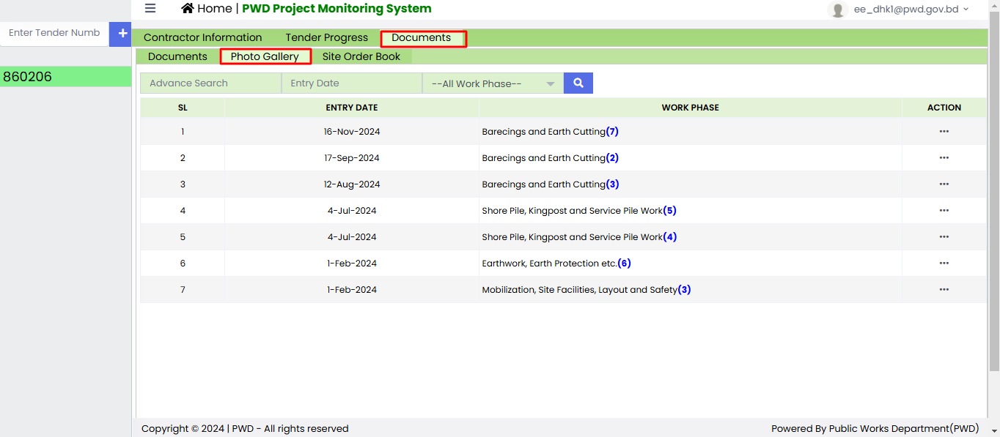 Home | PWD Project Monitoring System
ee_dhk1@pwd.gov.bd
Enter Tender Numb
+
Contractor Information Tender Progress Documents
Documents Photo Gallery Site Order Book
860206
Advance Search Entry Date --All Work Phase--
SL ENTRY DATE WORK PHASE ACTION
1 16-Nov-2024 Barecings and Earth Cutting(7) •••
2 17-Sep-2024 Barecings and Earth Cutting(2) •••
3 12-Aug-2024 Barecings and Earth Cutting(3) •••
4 4-Jul-2024 Shore Pile, Kingpost and Service Pile Work(5) •••
5 4-Jul-2024 Shore Pile, Kingpost and Service Pile Work(4) •••
6 1-Feb-2024 Earthwork, Earth Protection etc.(6) •••
7 1-Feb-2024 Mobilization, Site Facilities, Layout and Safety(3) •••
Copyright © 2024 | PWD - All rights reserved
Powered By Public Works Department(PWD)